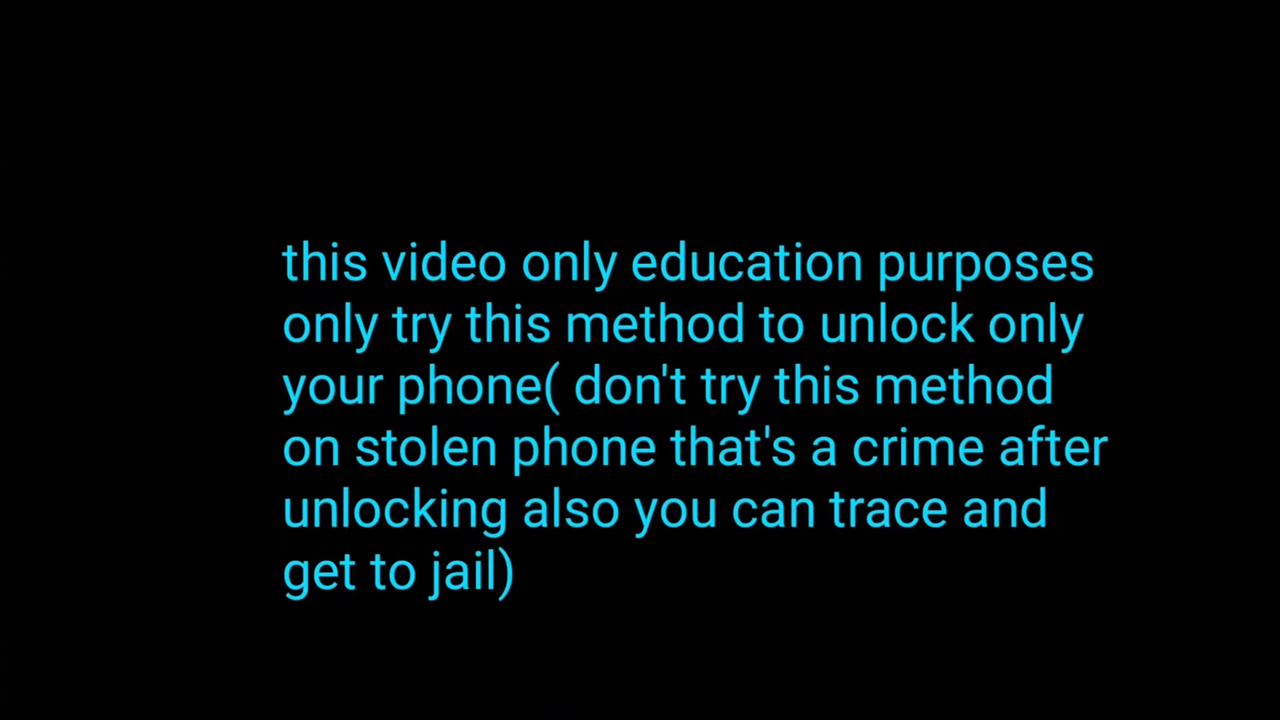 this video only education purposes
only try this method to unlock only
your phone( don't try this method
on stolen phone that's a crime after
unlocking also you can trace and
get to jail)